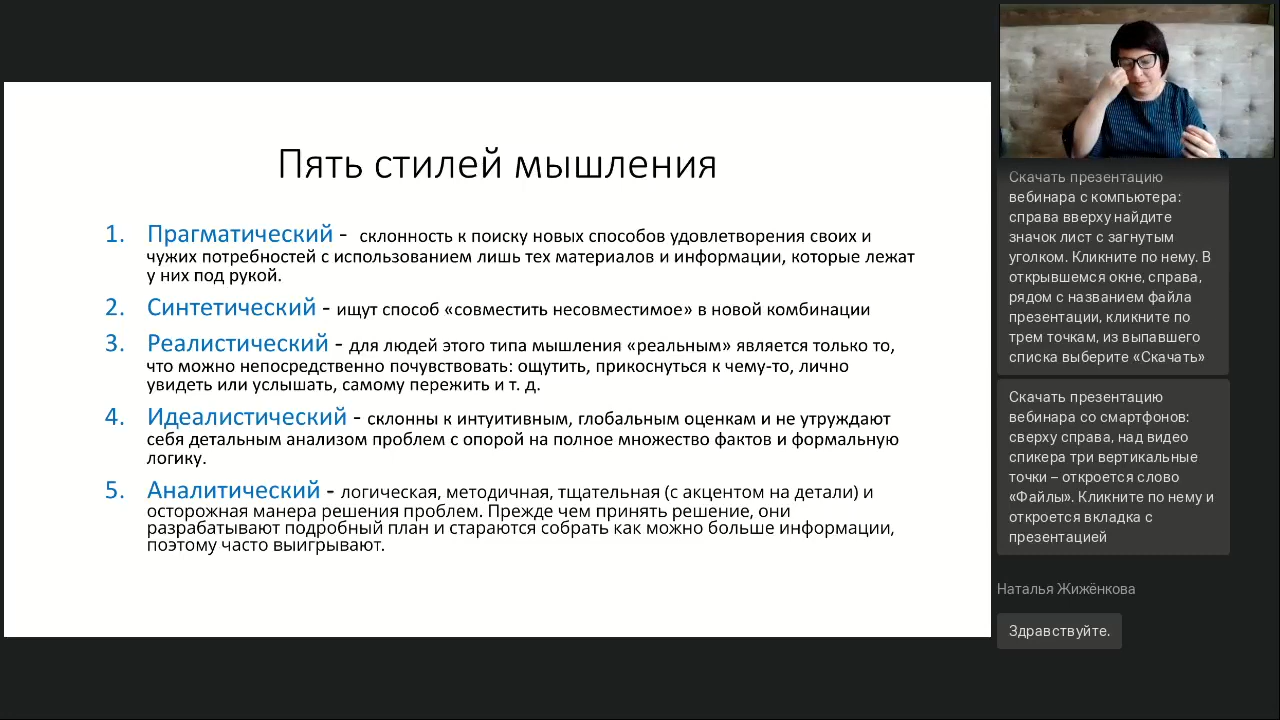 Пять стилей мышления
1. Прагматический - склонность к поиску новых способов удовлетворения своих и
чужих потребностей с использованием лишь тех материалов и информации, которые лежат
у них под рукой.
2. Синтетический - ищут способ «совместить несовместимое» в новой комбинации
3. Реалистический - для людей этого типа мышления «реальным» является только то,
что можно непосредственно почувствовать: ощутить, прикоснуться к чему-то, лично
увидеть или услышать, самому пережить и т. д.
4. Идеалистический - склонны к интуитивным, глобальным оценкам и не утруждают
себя детальным анализом проблем с опорой на полное множество фактов и формальную
логику.
5. Аналитический - логическая, методичная, тщательная (с акцентом на детали) и
осторожная манера решения проблем. Прежде чем принять решение, они
разрабатывают подробный план и стараются собрать как можно больше информации,
поэтому часто выигрывают.
Скачать презентацию
вебинара с компьютера:
справа вверху найдите
значок лист с загнутым
уголком. Кликните по нему. В
открывшемся окне, справа,
рядом с названием файла
презентации, кликните по
трем точкам, из выпавшего
списка выберите «Скачать»
Скачать презентацию
вебинара со смартфонов:
сверху справа, над видео
спикера три вертикальные
точки – откроется слово
«Файлы». Кликните по нему и
откроется вкладка с
презентацией
Наталья Жижёнкова
Здравствуйте.